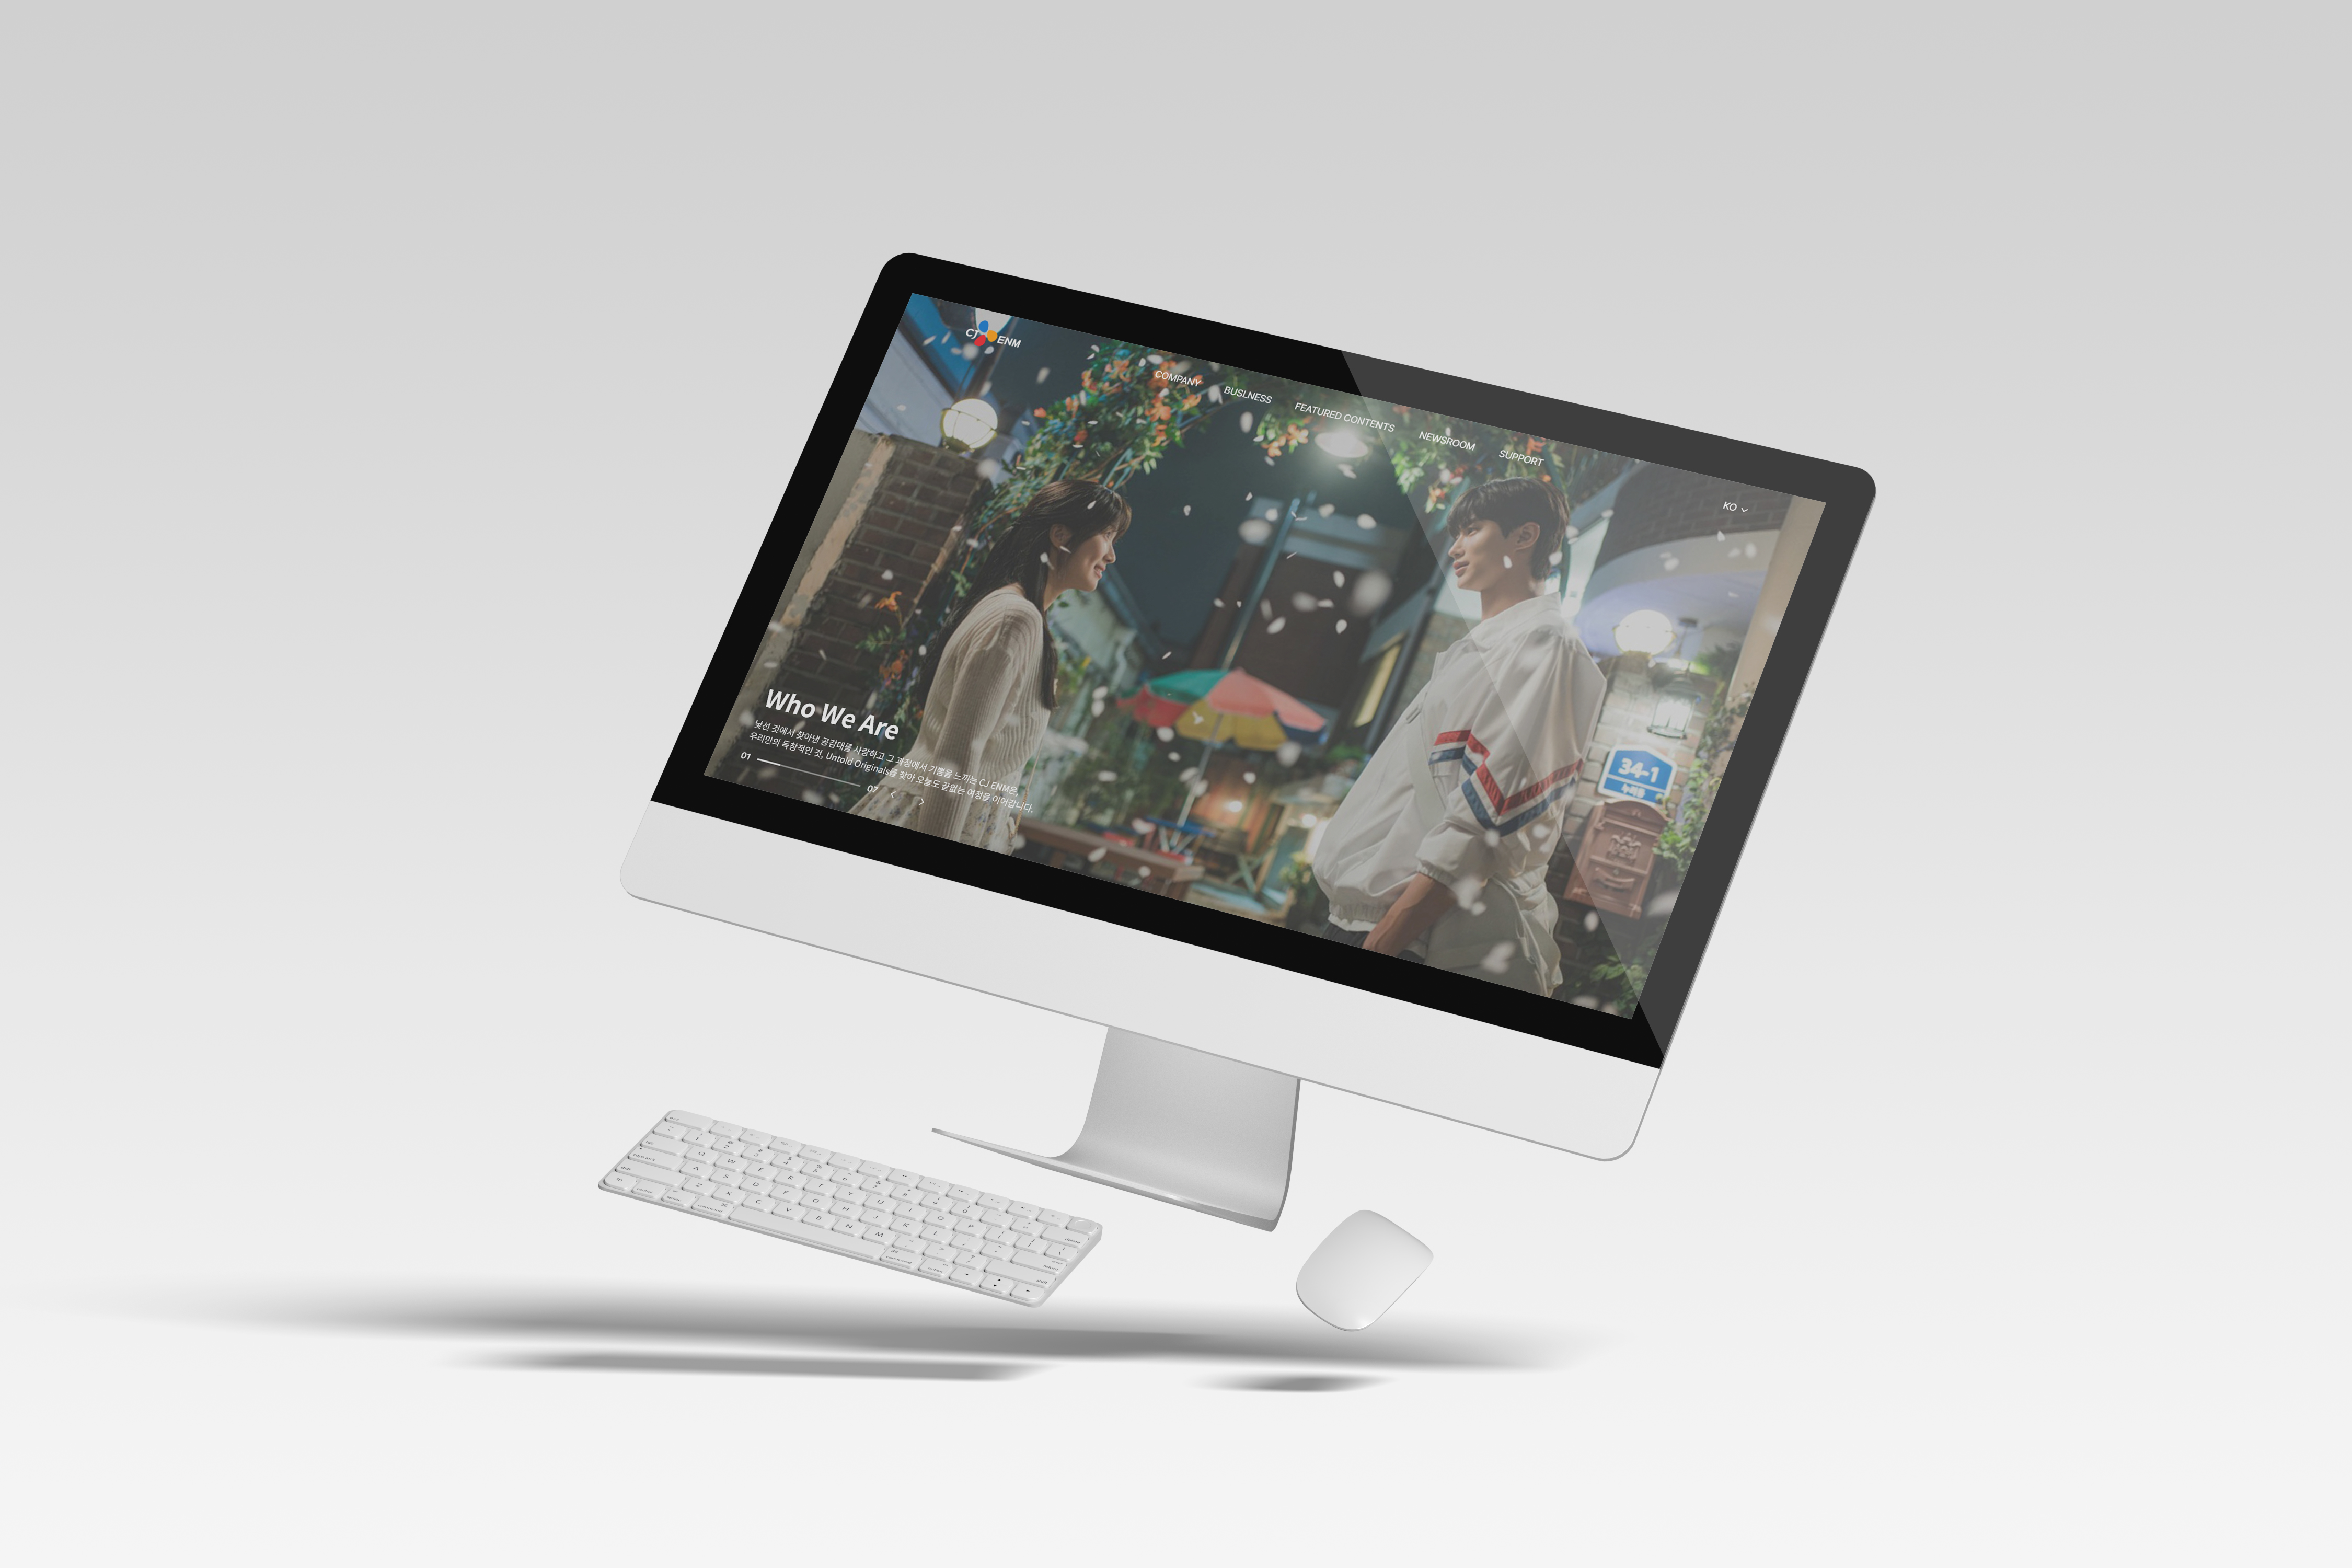 CJ ENM
COMPANY BUSLNESS FEATURED CONTENTS NEWSROOM SUPPORT
KO
Who We Are
낯선 것에서 찾아낸 공감대를 사랑하고 그 과정에서 기쁨을 느끼는 CJ ENM은,
우리만의 독창적인 것, Untold Originals를 찾아 오늘도 끝없는 여정을 이어갑니다.
01 07
34-1
G W E R T Y U I O P
A S D F G H J K L
Z X C V B N M